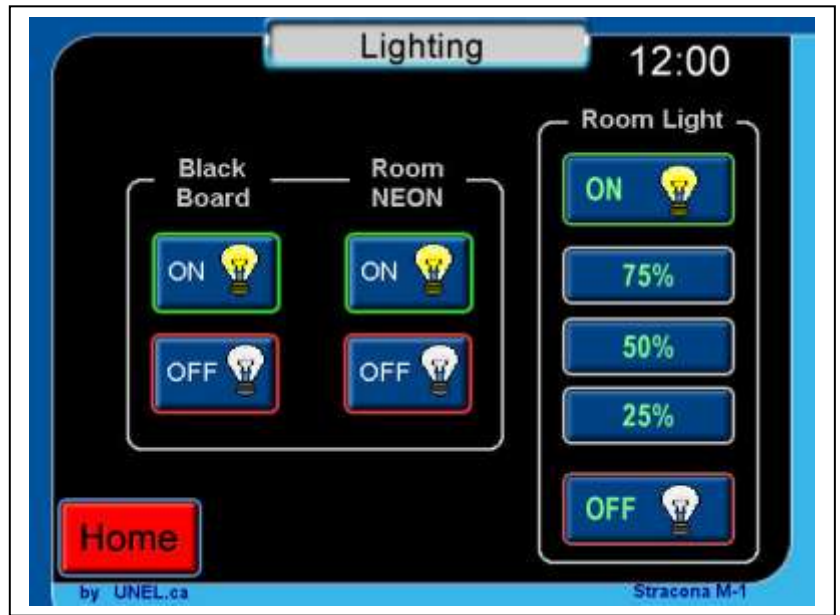 Lighting
12:00
Black
Board
Room
NEON
ON
ON
OFF
OFF
Room Light
ON
75%
50%
25%
OFF
Home
by UNEL.ca
Stracona M-1